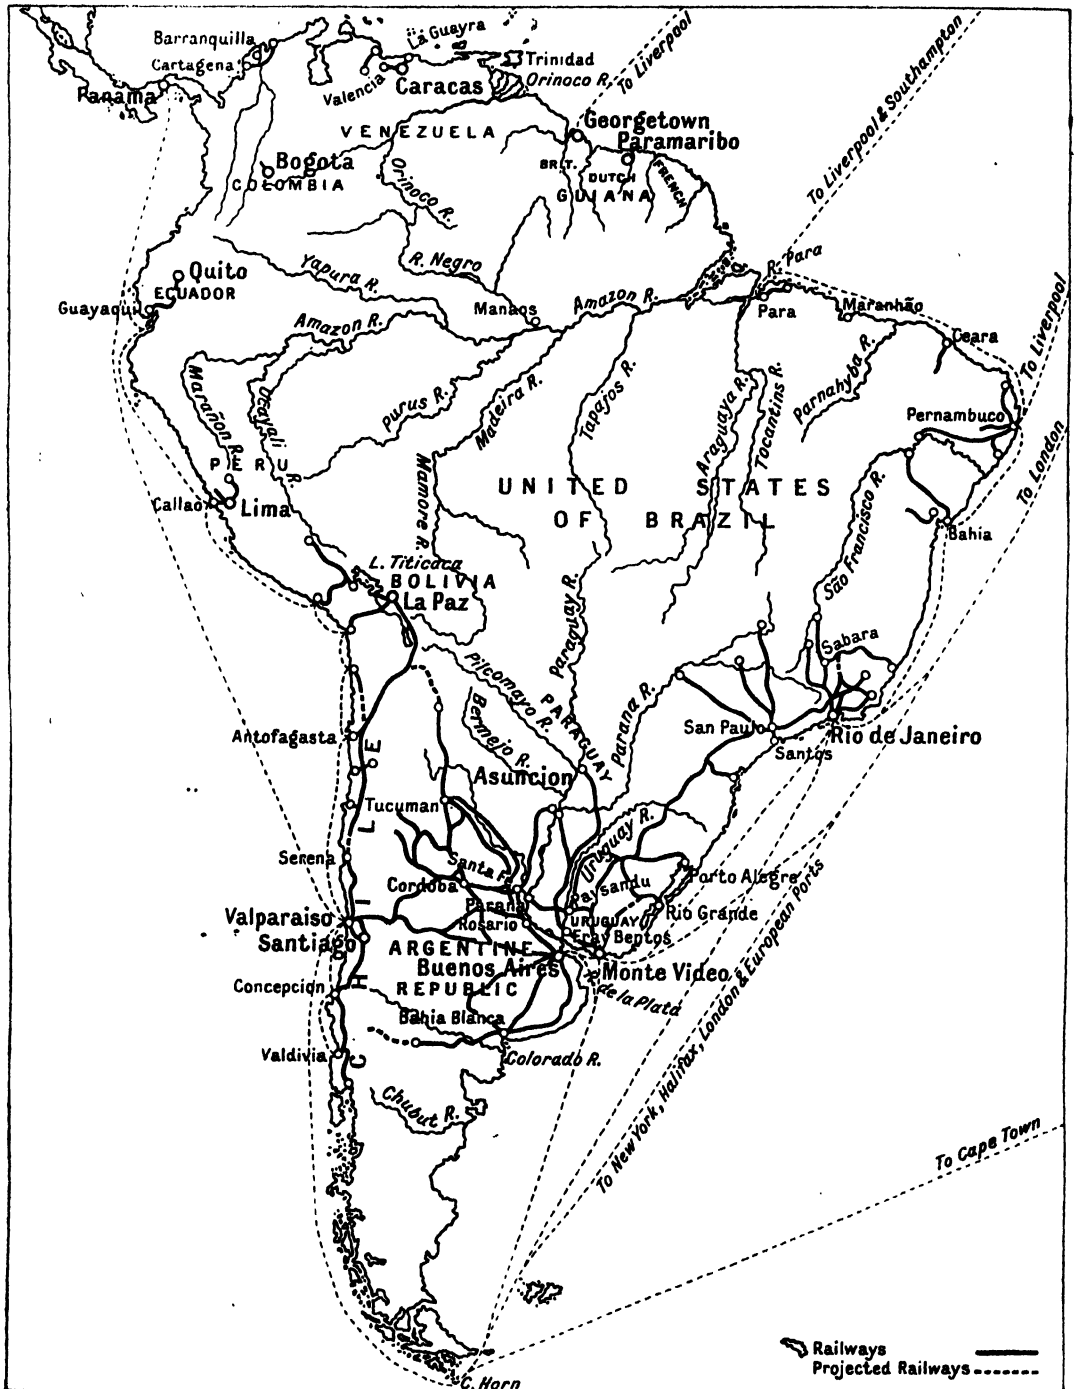 La Guayra
Barranquilla
Cartagena
Panama
Trinidad
Orinoco R.
Valencia
Caracas
To Liverpool
To Liverpool & Southampton
Georgetown
Paramaribo
VENEZUELA
Bogota
COLOMBIA
Orinoco R.
BRIT.
DUTCH
FRENCH
GUIANA
Quito
ECUADOR
Guayaquil
Yapura R.
R. Negro
Manaos
Amazon R.
R. Para
Para
Maranhão
Ceara
To Liverpool
Amazon R.
Marañon R.
Ucayali R.
Purus R.
Madeira R.
Tapajos R.
Araguaya R.
Tocantins R.
Parnahyba R.
Pernambuco
To London
PERU
Callao
Lima
Mamore R.
UNITED STATES
OF BRAZIL
São Francisco R.
Bahia
L. Titicaca
BOLIVIA
La Paz
Paraguay R.
Sabara
Pilcomayo R.
Bermejo R.
PARAGUAY
Parana R.
San Paulo
Santos
Rio de Janeiro
Antofagasta
Asuncion
Tucuman
CHILE
Uruguay R.
Serena
Santa Fe
Cordoba
Paysandu
Porto Alegre
Parana
Rosario
URUGUAY
Rio Grande
Valparaiso
Santiago
Fray Bentos
ARGENTINE
Buenos Aires
Monte Video
REPUBLIC
R. de la Plata
Concepcion
Bahia Blanca
Valdivia
Colorado R.
Chubut R.
To New York, Halifax, London & European Ports
To Cape Town
C. Horn
Railways
Projected Railways